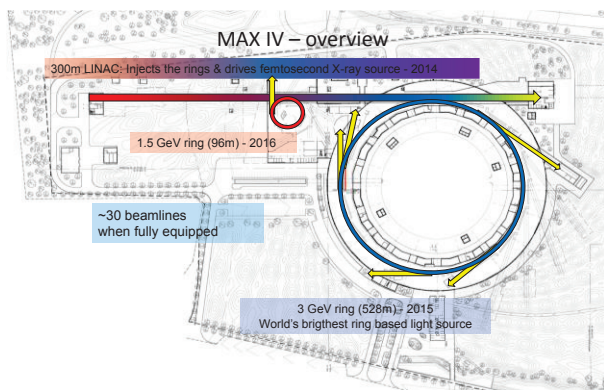 MAX IV – overview
300m LINAC: Injects the rings & drives femtosecond X-ray source - 2014
1.5 GeV ring (96m) - 2016
~30 beamlines
when fully equipped
3 GeV ring (528m) - 2015
World's brigthest ring based light source